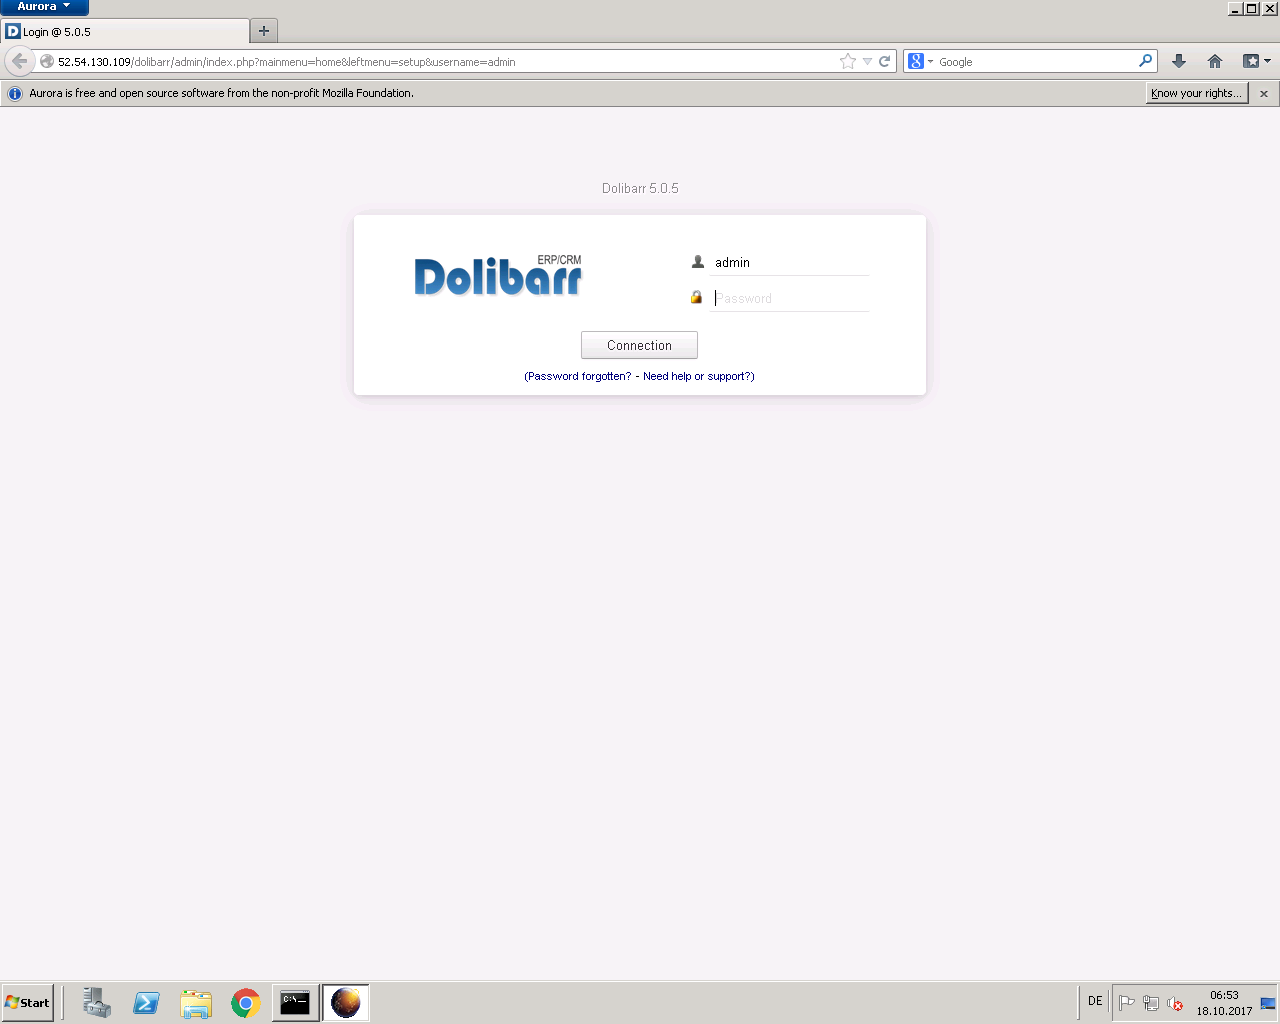 Aurora
Login @ 5.0.5
52.54.130.109/dolibarr/admin/index.php?mainmenu=home&leftmenu=setup&username=admin
Google
Aurora is free and open source software from the non-profit Mozilla Foundation.
Know your rights...
Dolibarr 5.0.5
ERP/CRM
Dolibarr
admin
Password
Connection
(Password forgotten? - Need help or support?)
Start
C:\
DE
06:53
18.10.2017